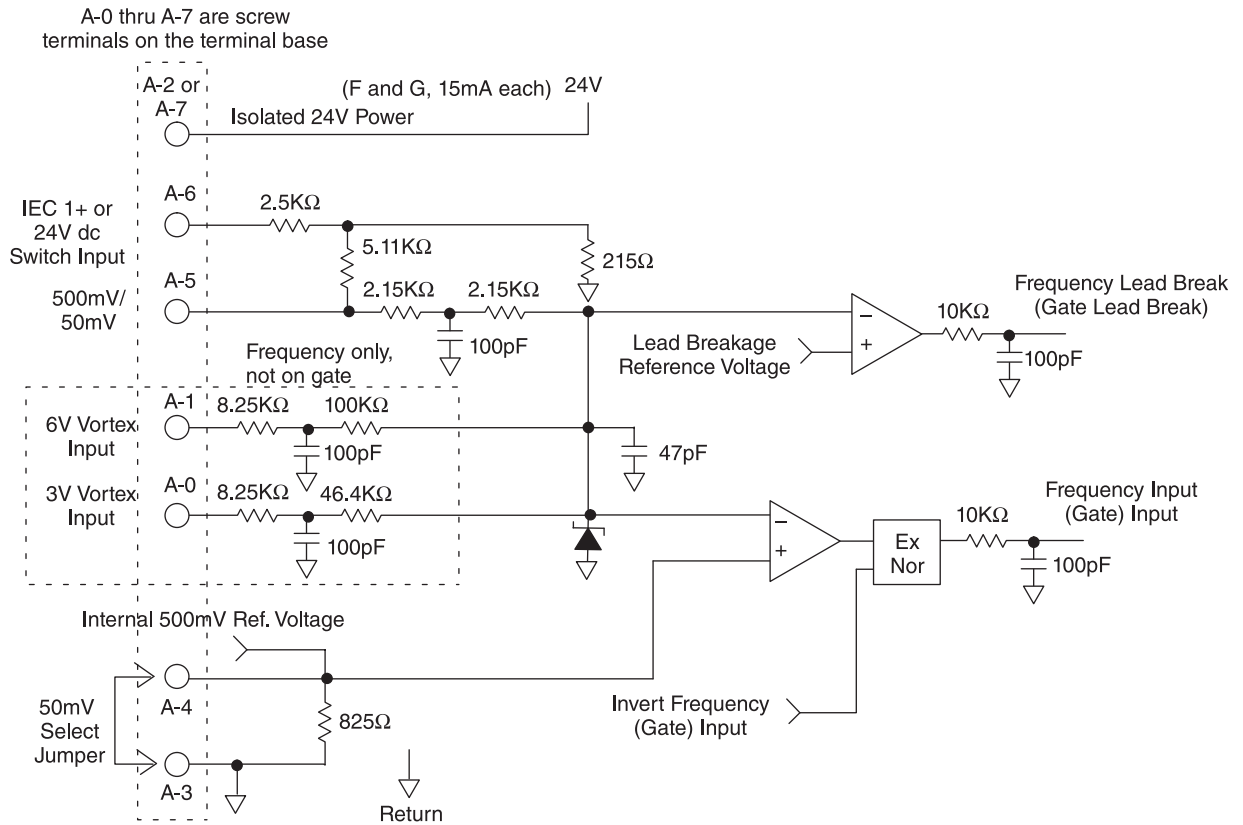 A-0 thru A-7 are screw
terminals on the terminal base
A-2 or
A-7
(F and G, 15mA each)
24V
Isolated 24V Power
A-6
IEC 1+ or
24V dc
Switch Input
2.5KΩ
5.11KΩ
215Ω
A-5
500mV/
50mV
2.15KΩ
2.15KΩ
100pF
Lead Breakage
Reference Voltage
−
+
10KΩ
Frequency Lead Break
(Gate Lead Break)
100pF
Frequency only,
not on gate
A-1
6V Vortex
Input
8.25KΩ
100KΩ
100pF
47pF
A-0
3V Vortex
Input
8.25KΩ
46.4KΩ
100pF
−
+
Ex
Nor
10KΩ
Frequency Input
(Gate) Input
100pF
Internal 500mV Ref. Voltage
A-4
50mV
Select
Jumper
825Ω
Invert Frequency
(Gate) Input
A-3
Return